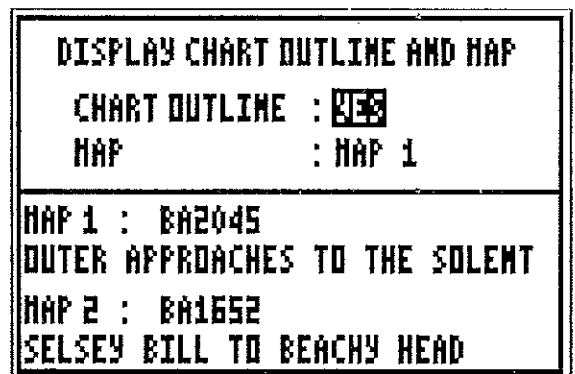 DISPLAY CHART OUTLINE AND MAP
CHART OUTLINE : YES
MAP : MAP 1
MAP 1 : BA2045
OUTER APPROACHES TO THE SOLENT
MAP 2 : BA1652
SELSEY BILL TO BEACHY HEAD